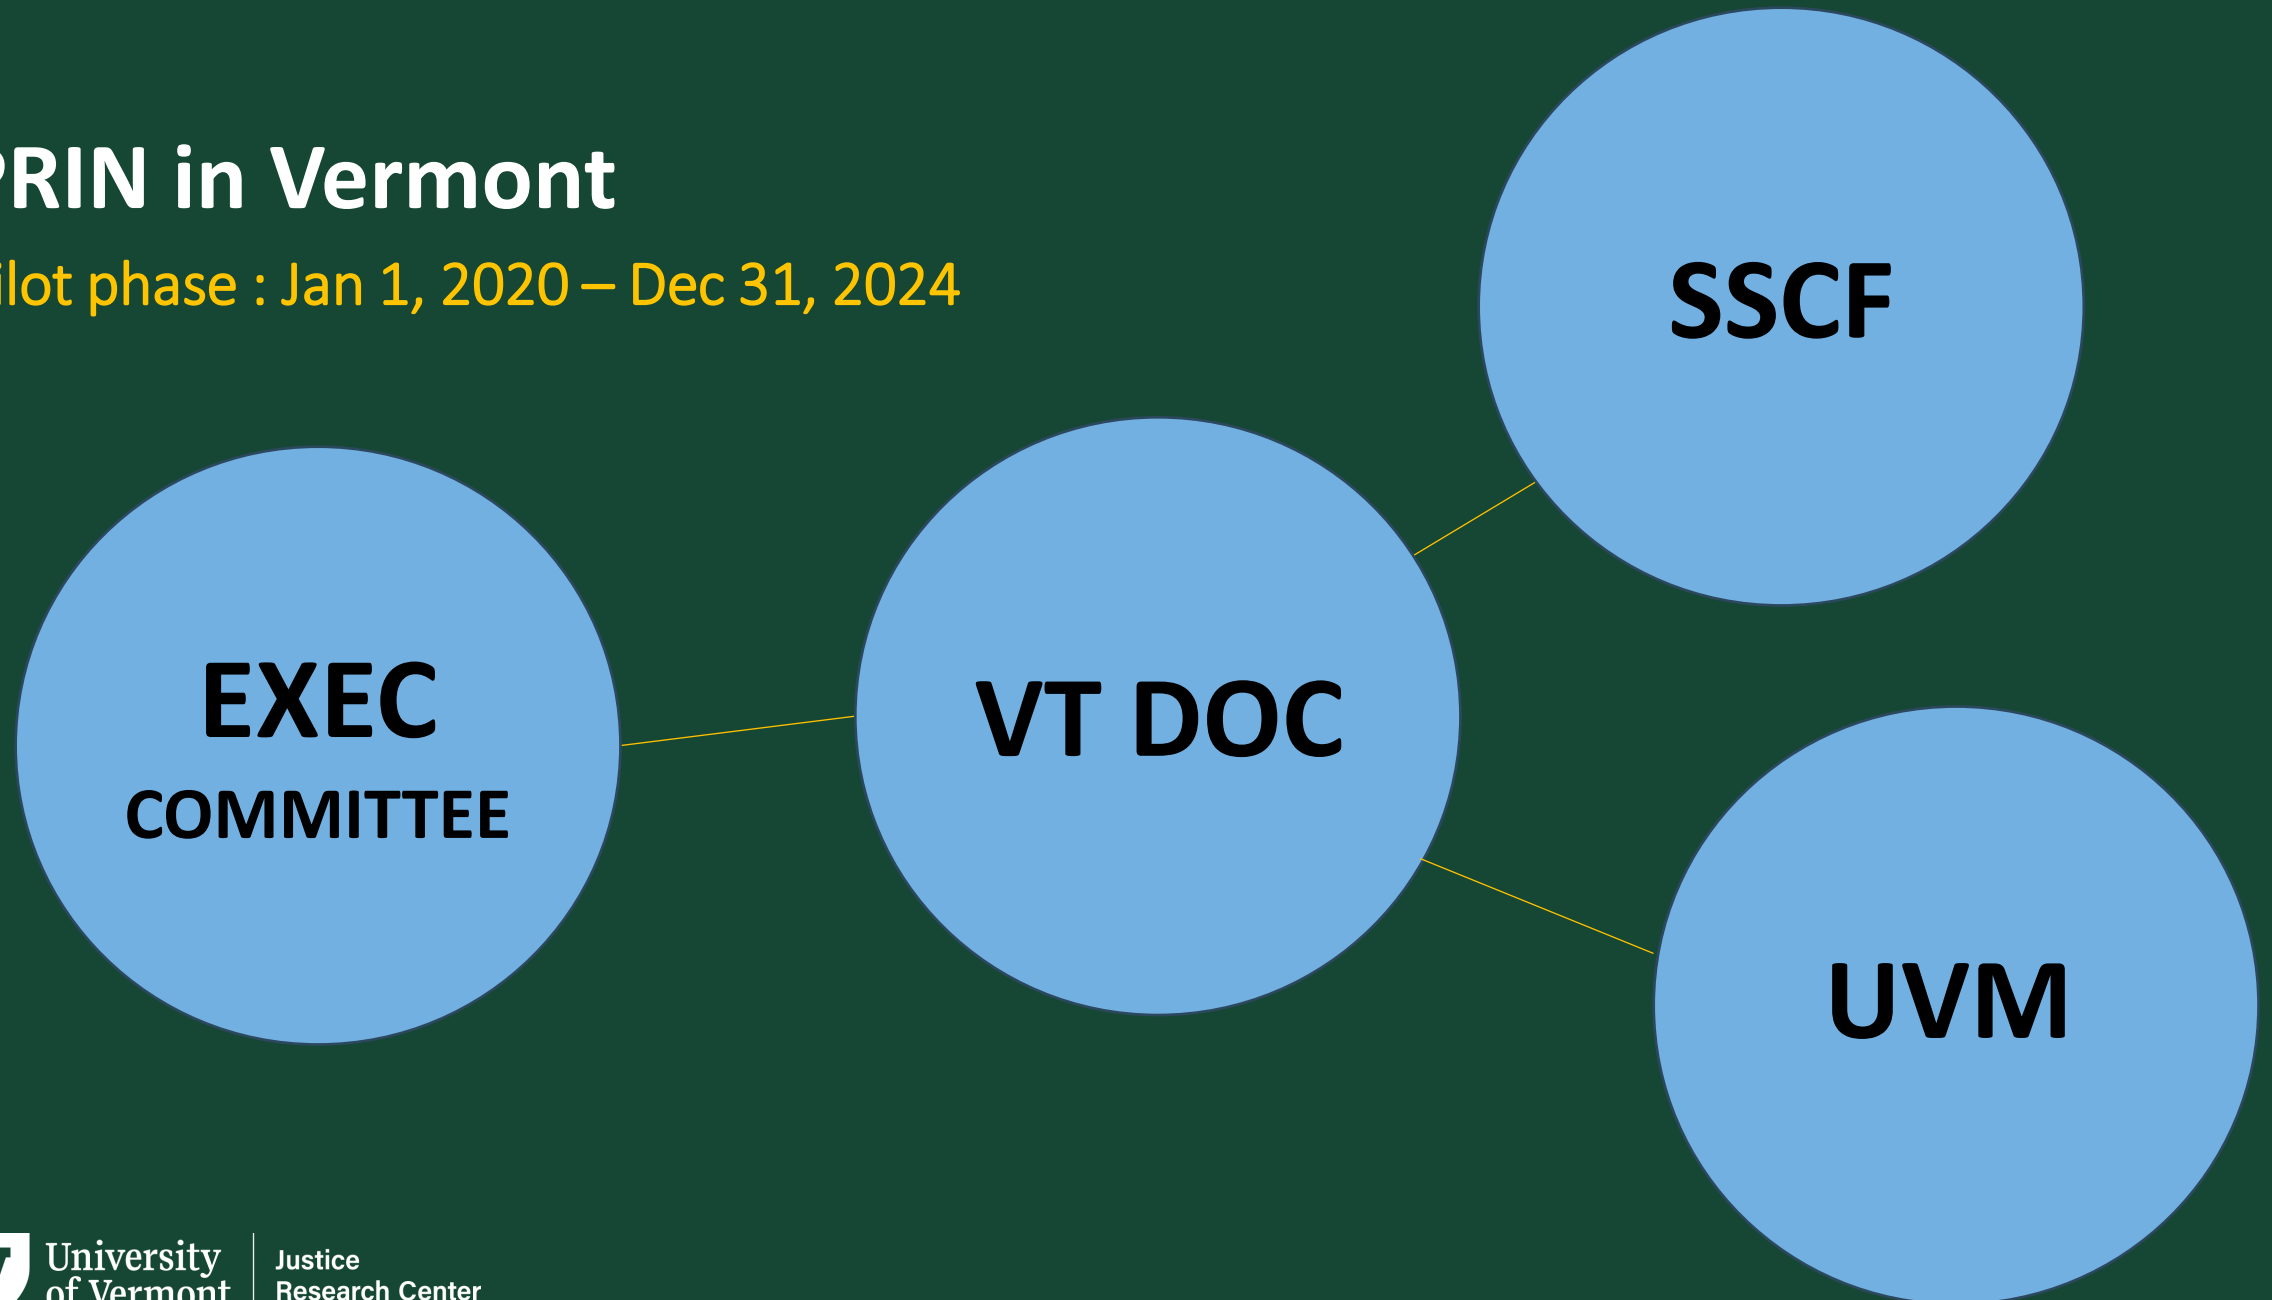 PRIN in Vermont
ilot phase : Jan 1, 2020 – Dec 31, 2024
SSCF
EXEC
COMMITTEE
VT DOC
UVM
University
of Vermont
Justice
Research Center